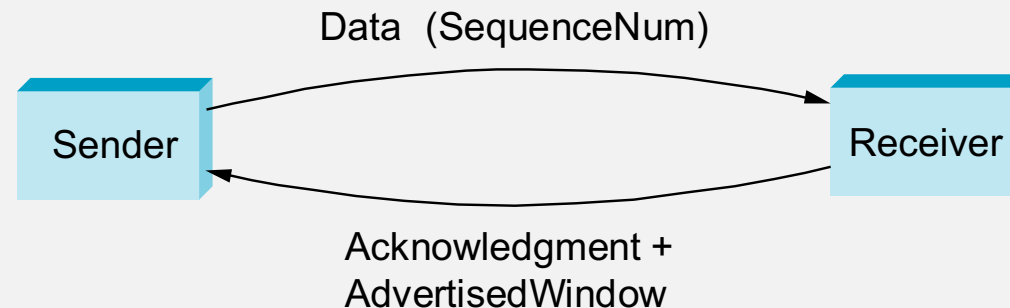 Data (SequenceNum)
Sender
Receiver
Acknowledgment +
AdvertisedWindow